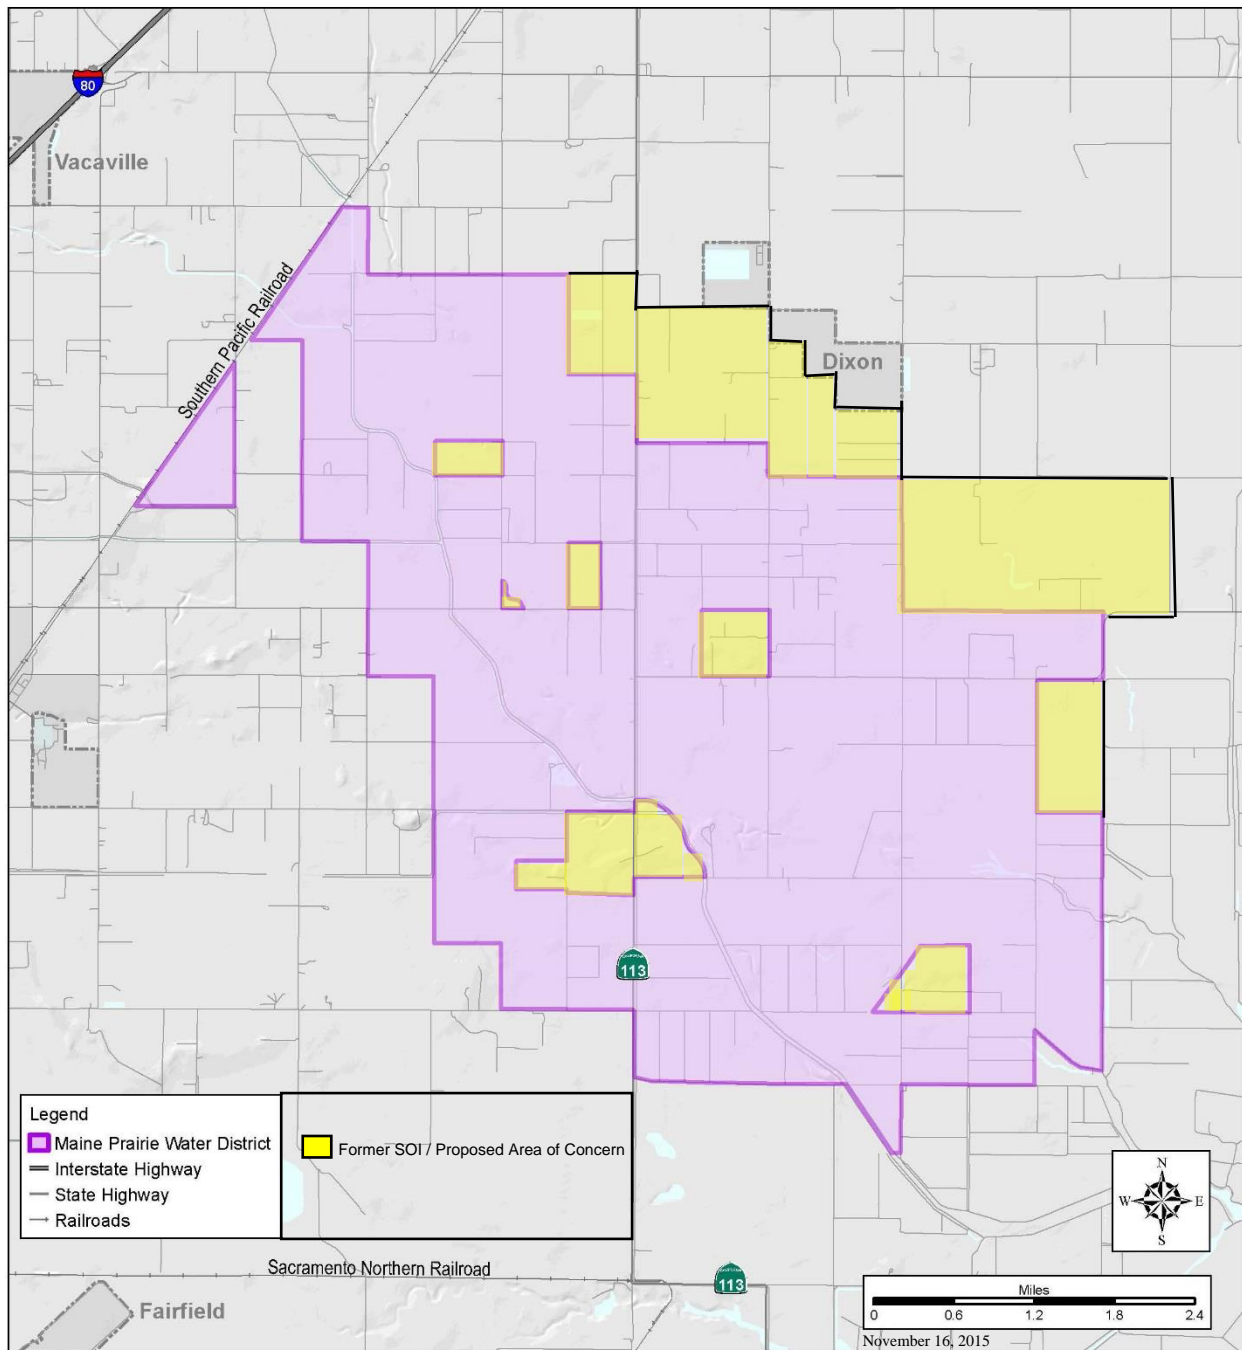 80
Vacaville
Southern Pacific Railroad
Dixon
113
Legend
Maine Prairie Water District
Interstate Highway
State Highway
Railroads
Former SOI / Proposed Area of Concern
N
W E
S
Sacramento Northern Railroad
113
Fairfield
Miles
0 0.6 1.2 1.8 2.4
November 16, 2015